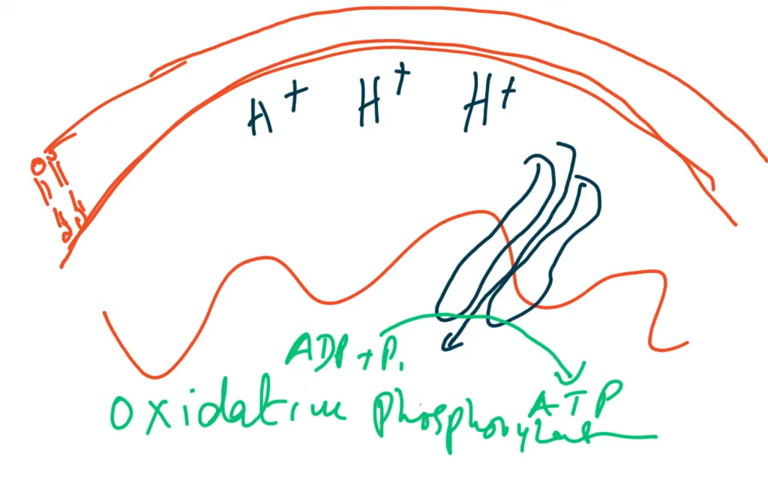 H+ H+ H+
ADP + Pi
ATP
Oxidative Phosphorylation